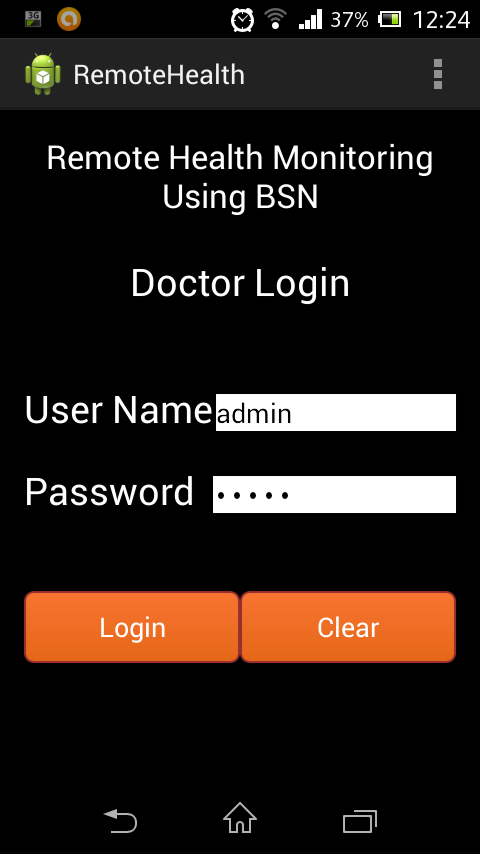 3G 37% 12:24
RemoteHealth
Remote Health Monitoring
Using BSN
Doctor Login
User Name admin
Password •••••
Login Clear